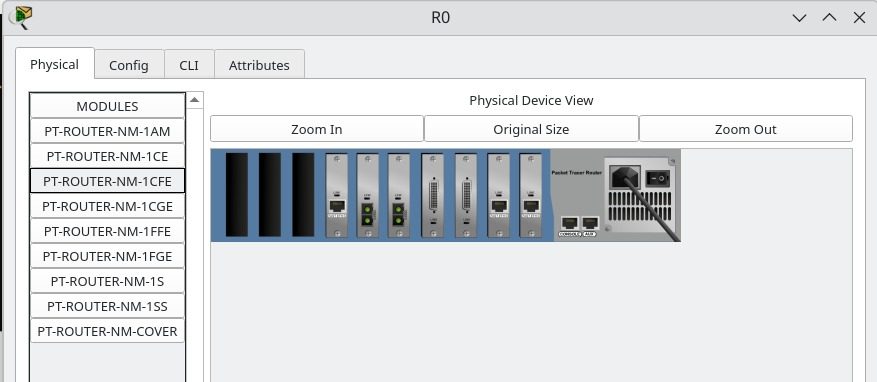 R0
Physical
Config
CLI
Attributes
MODULES
PT-ROUTER-NM-1AM
PT-ROUTER-NM-1CE
PT-ROUTER-NM-1CFE
PT-ROUTER-NM-1CGE
PT-ROUTER-NM-1FFE
PT-ROUTER-NM-1FGE
PT-ROUTER-NM-1S
PT-ROUTER-NM-1SS
PT-ROUTER-NM-COVER
Physical Device View
Zoom In
Original Size
Zoom Out
Packet Tracer Router
CONSOLE
AUX